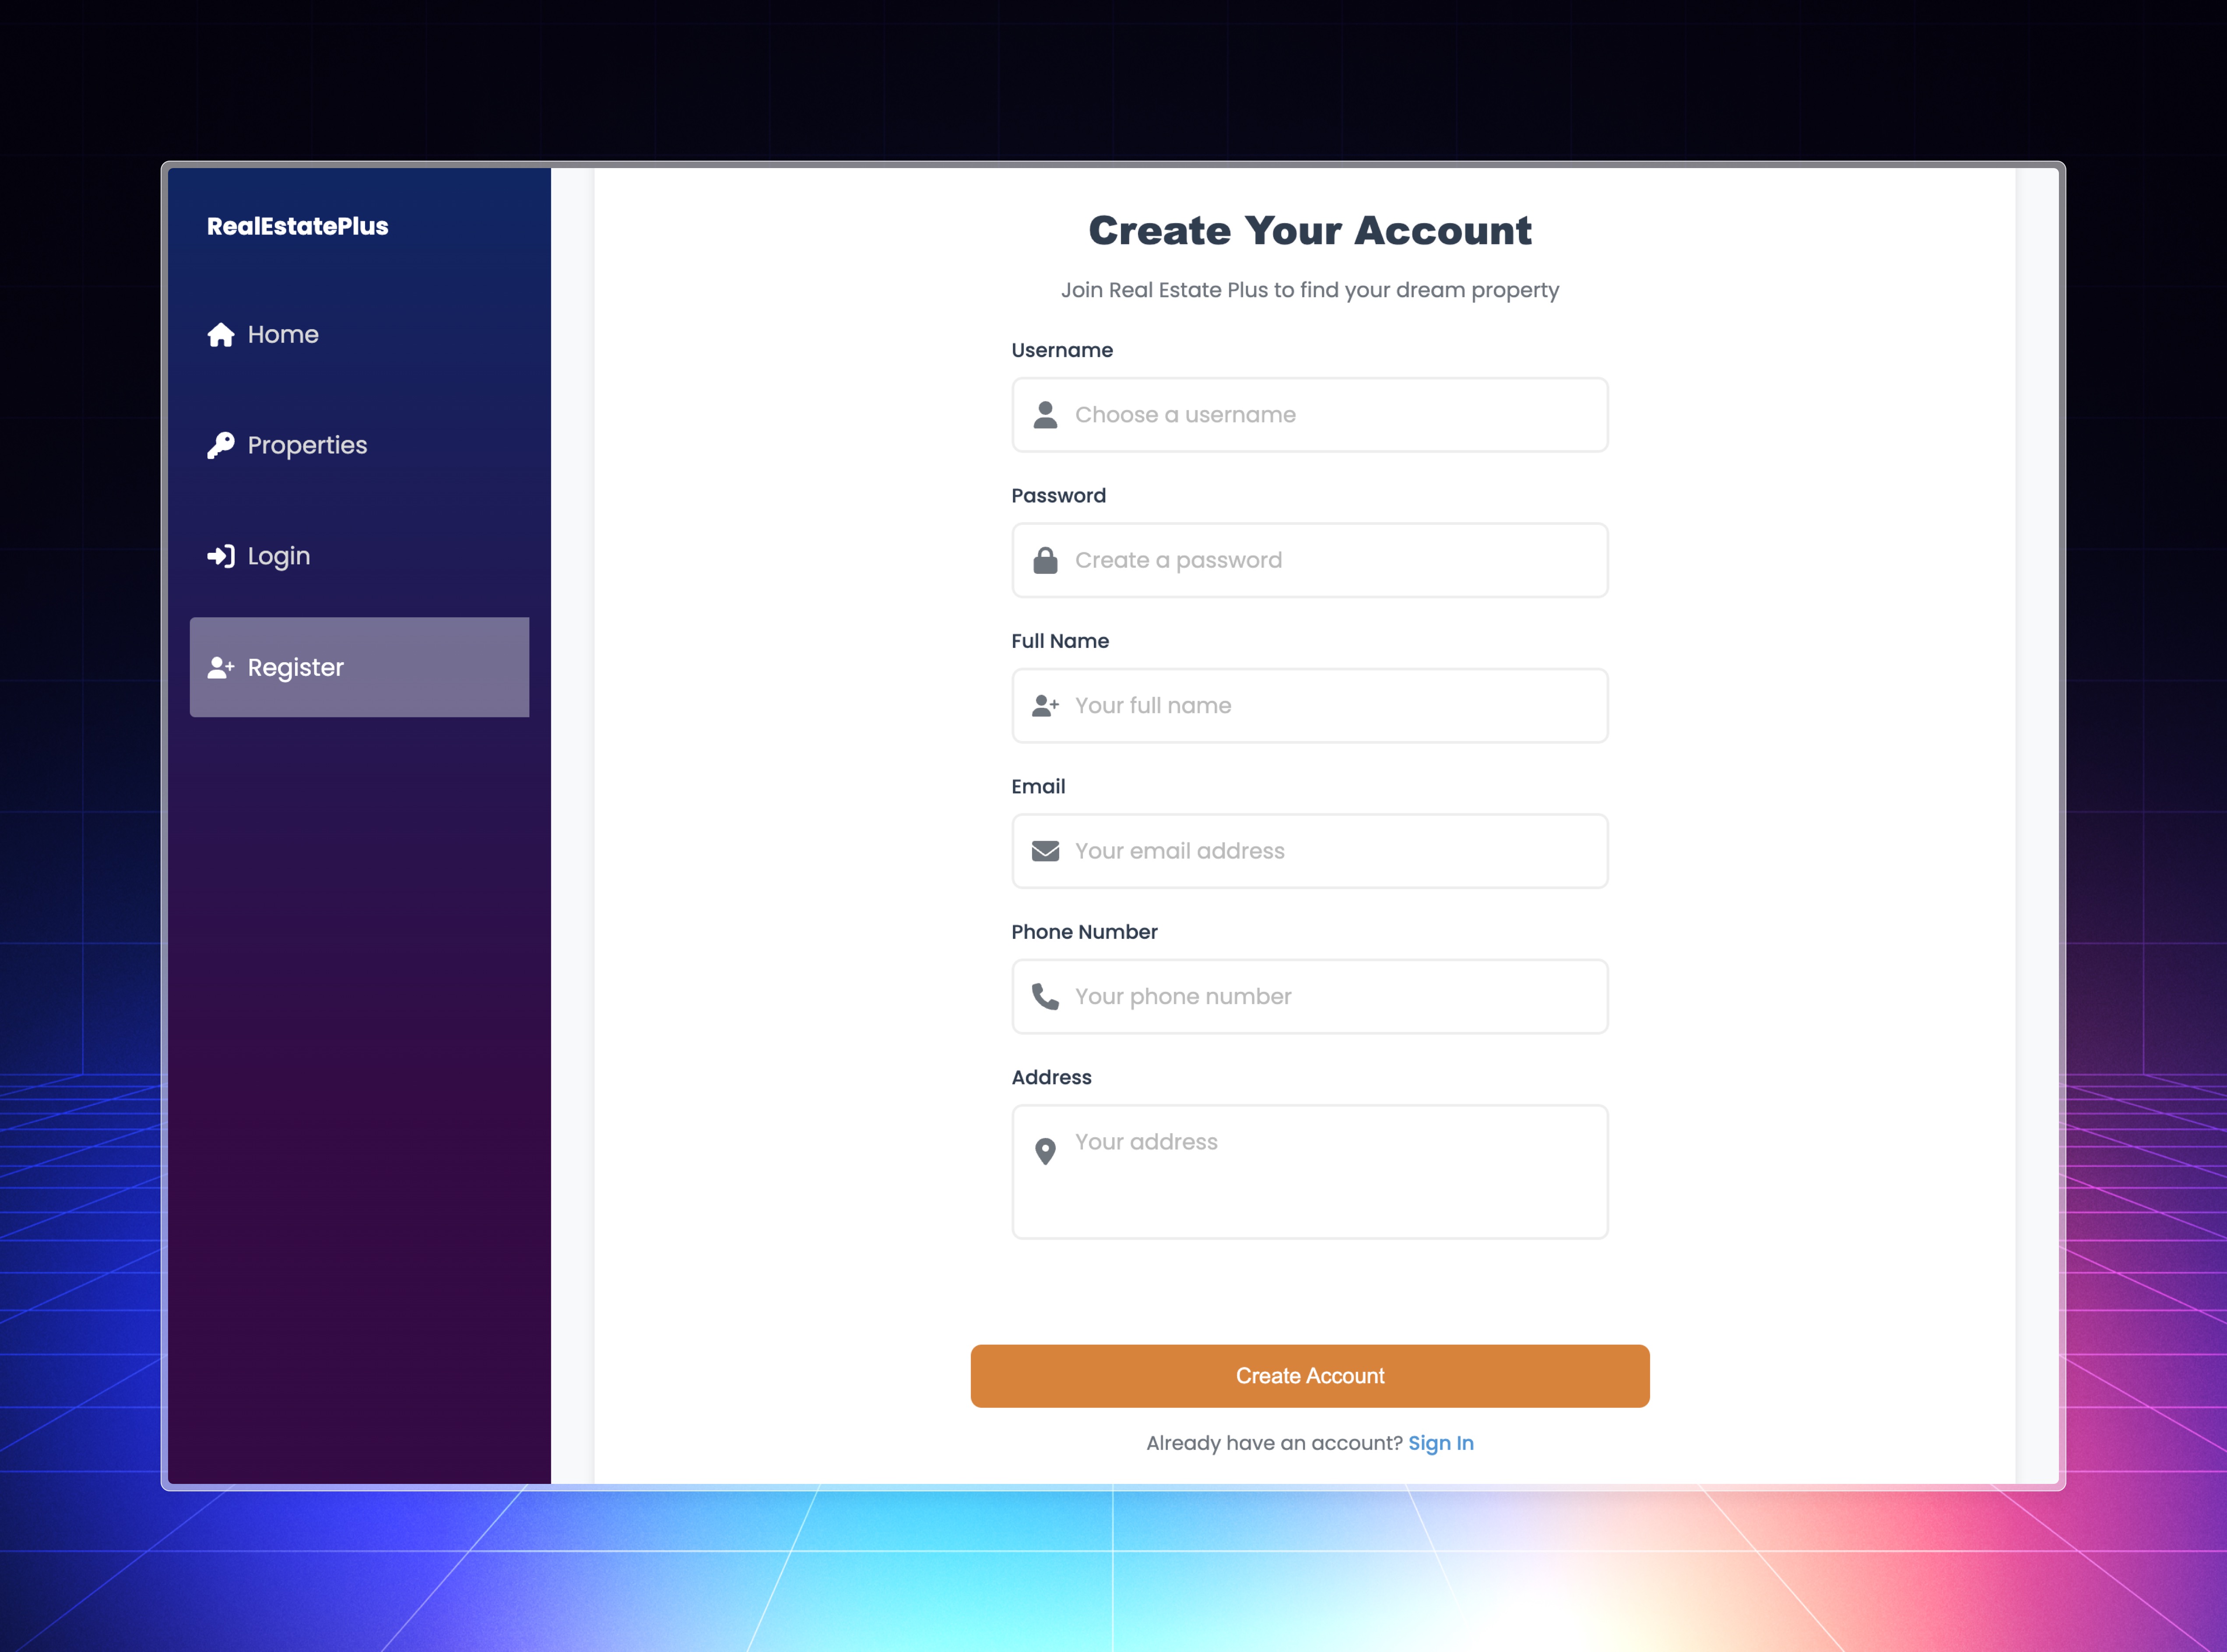 RealEstatePlus
Home
Properties
Login
Register
Create Your Account
Join Real Estate Plus to find your dream property
Username
Choose a username
Password
Create a password
Full Name
Your full name
Email
Your email address
Phone Number
Your phone number
Address
Your address
Create Account
Already have an account? Sign In